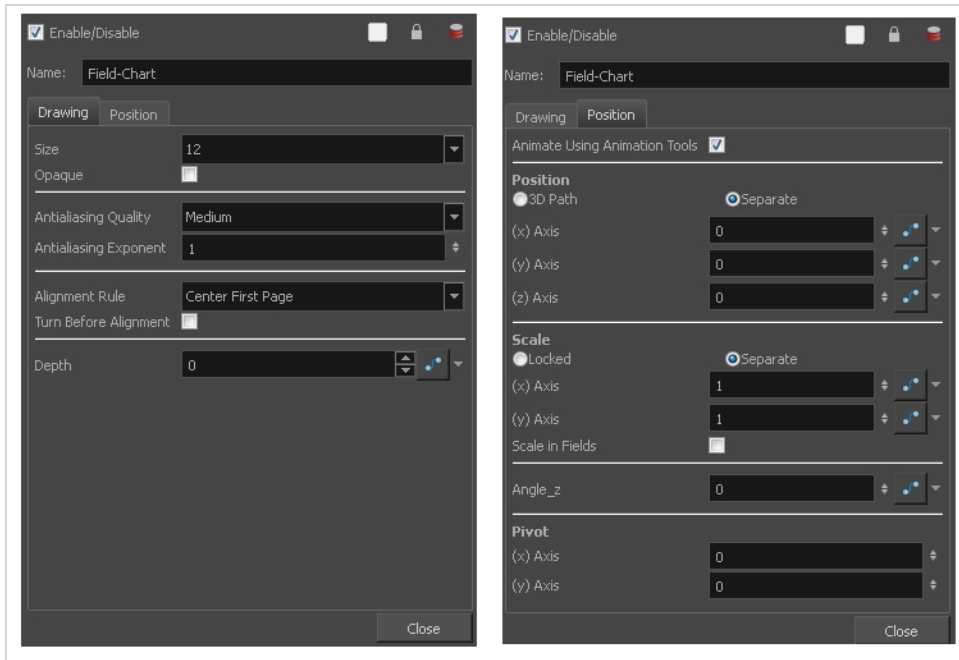 Enable/Disable
Name: Field-Chart
Drawing Position
Size 12
Opaque
Antialiasing Quality Medium
Antialiasing Exponent 1
Alignment Rule Center First Page
Turn Before Alignment
Depth 0
Close
Enable/Disable
Name: Field-Chart
Drawing Position
Animate Using Animation Tools
Position
3D Path Separate
(x) Axis 0
(y) Axis 0
(z) Axis 0
Scale
Locked Separate
(x) Axis 1
(y) Axis 1
Scale in Fields
Angle_z 0
Pivot
(x) Axis 0
(y) Axis 0
Close